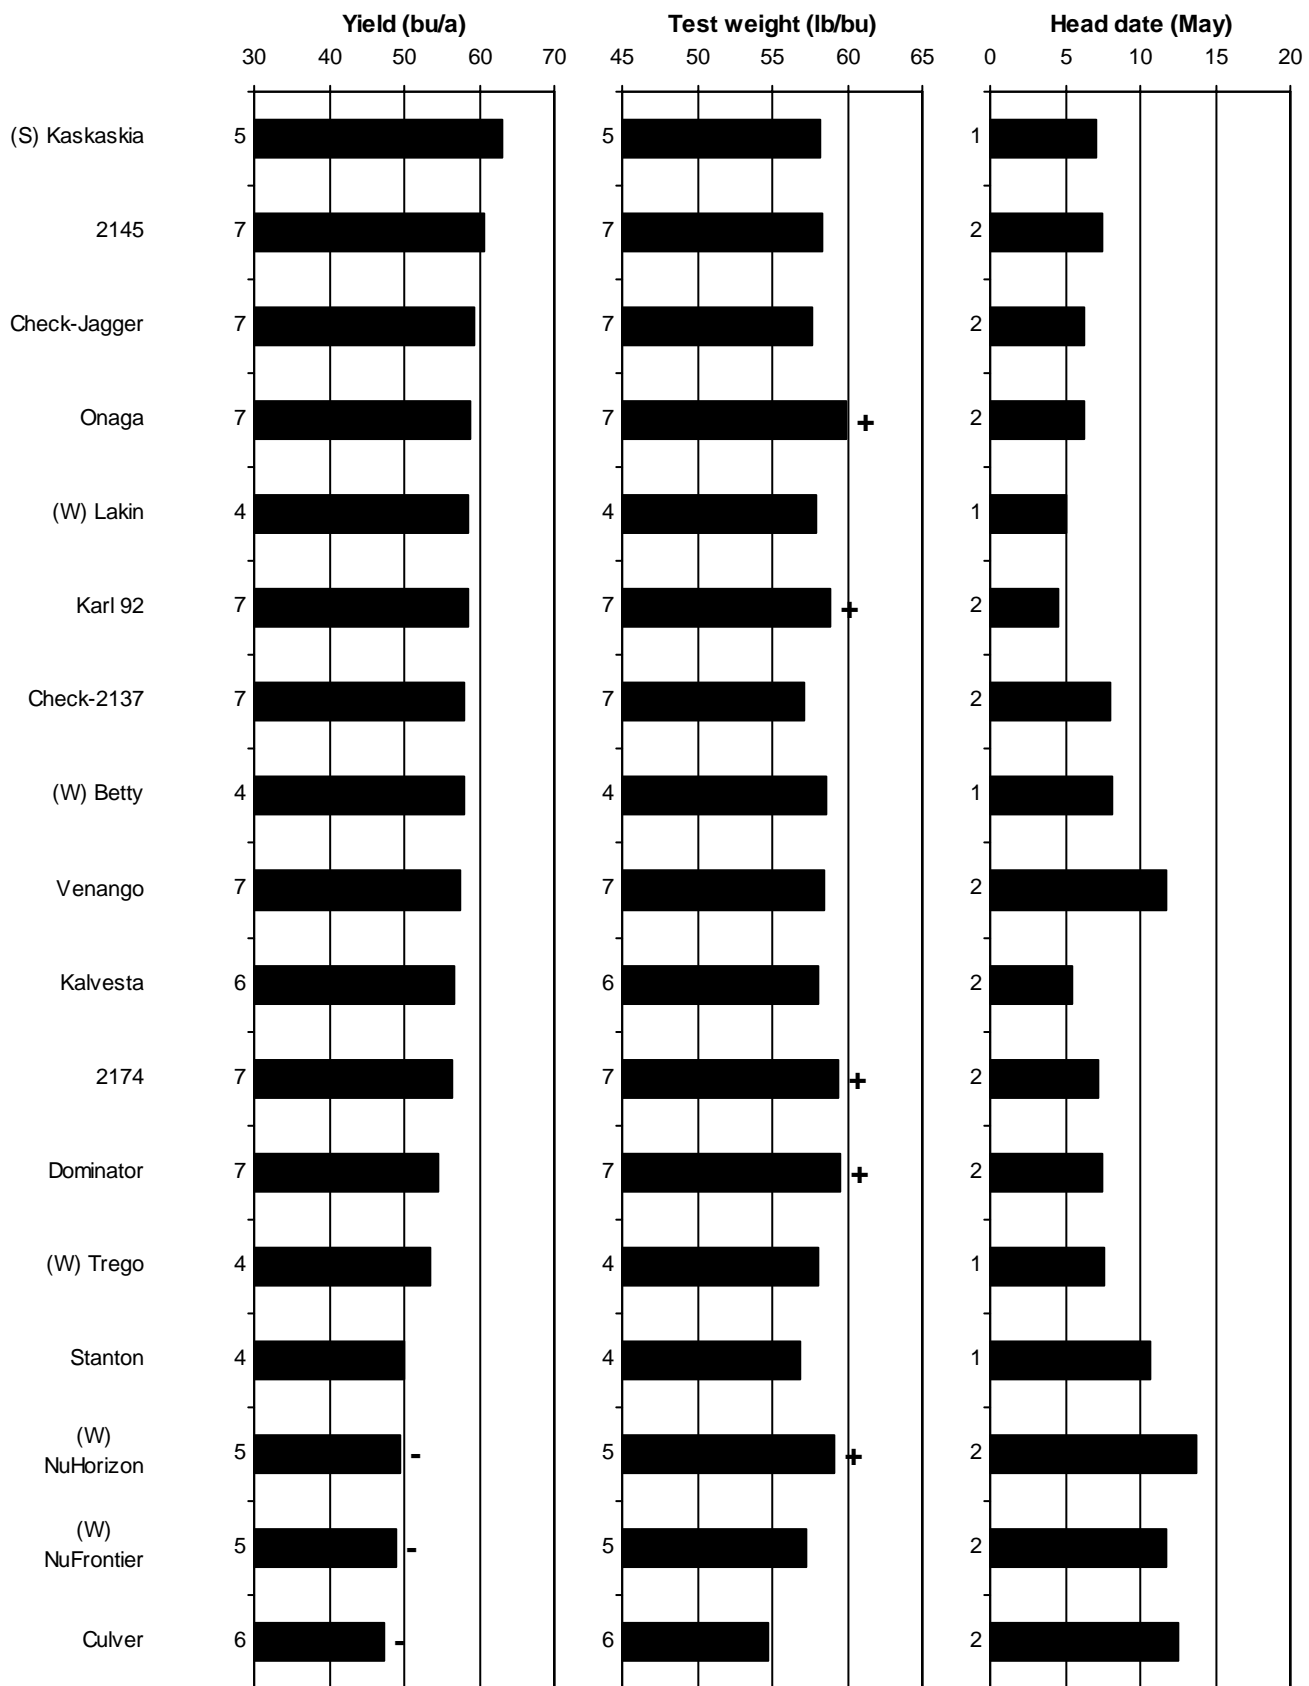 Yield (bu/a) Test weight (lb/bu) Head date (May)
30 40 50 60 70 45 50 55 60 65 0 5 10 15 20
(S) Kaskaskia 5 5 1
2145 7 7 2
Check-Jagger 7 7 2
Onaga 7 7 + 2
(W) Lakin 4 4 1
Karl 92 7 7 + 2
Check-2137 7 7 2
(W) Betty 4 4 1
Venango 7 7 2
Kalvesta 6 6 2
2174 7 7 + 2
Dominator 7 7 + 2
(W) Trego 4 4 1
Stanton 4 4 1
(W)
NuHorizon 5 - 5 + 2
(W)
NuFrontier 5 - 5 2
Culver 6 - 6 2